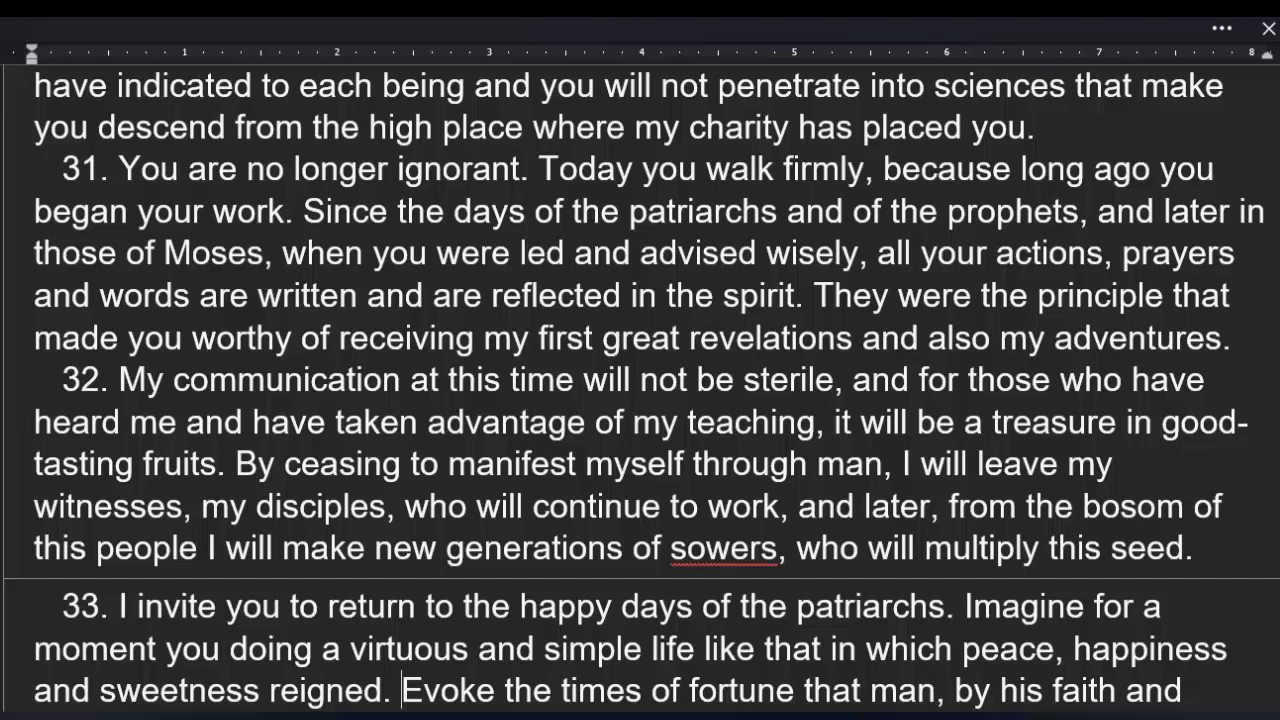 1 2 3 4 5 6 7 8
have indicated to each being and you will not penetrate into sciences that make
you descend from the high place where my charity has placed you.
31. You are no longer ignorant. Today you walk firmly, because long ago you
began your work. Since the days of the patriarchs and of the prophets, and later in
those of Moses, when you were led and advised wisely, all your actions, prayers
and words are written and are reflected in the spirit. They were the principle that
made you worthy of receiving my first great revelations and also my adventures.
32. My communication at this time will not be sterile, and for those who have
heard me and have taken advantage of my teaching, it will be a treasure in good-
tasting fruits. By ceasing to manifest myself through man, I will leave my
witnesses, my disciples, who will continue to work, and later, from the bosom of
this people I will make new generations of sowers, who will multiply this seed.
33. I invite you to return to the happy days of the patriarchs. Imagine for a
moment you doing a virtuous and simple life like that in which peace, happiness
and sweetness reigned. Evoke the times of fortune that man, by his faith and